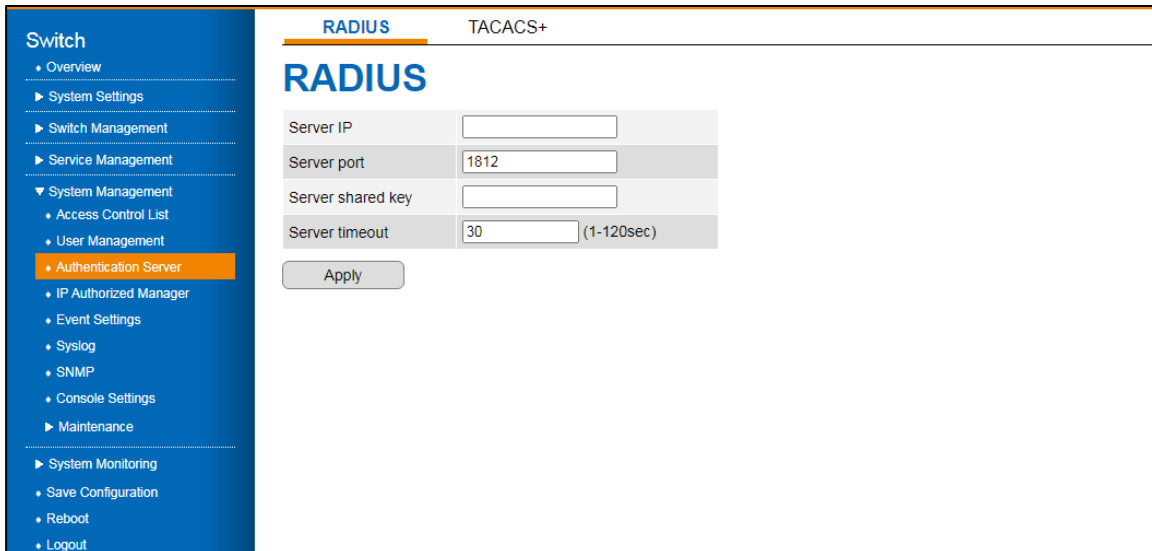 Switch
Overview
System Settings
Switch Management
Service Management
System Management
Access Control List
User Management
Authentication Server
IP Authorized Manager
Event Settings
Syslog
SNMP
Console Settings
Maintenance
System Monitoring
Save Configuration
Reboot
Logout
RADIUS TACACS+
RADIUS
Server IP
Server port 1812
Server shared key
Server timeout 30 (1-120sec)
Apply